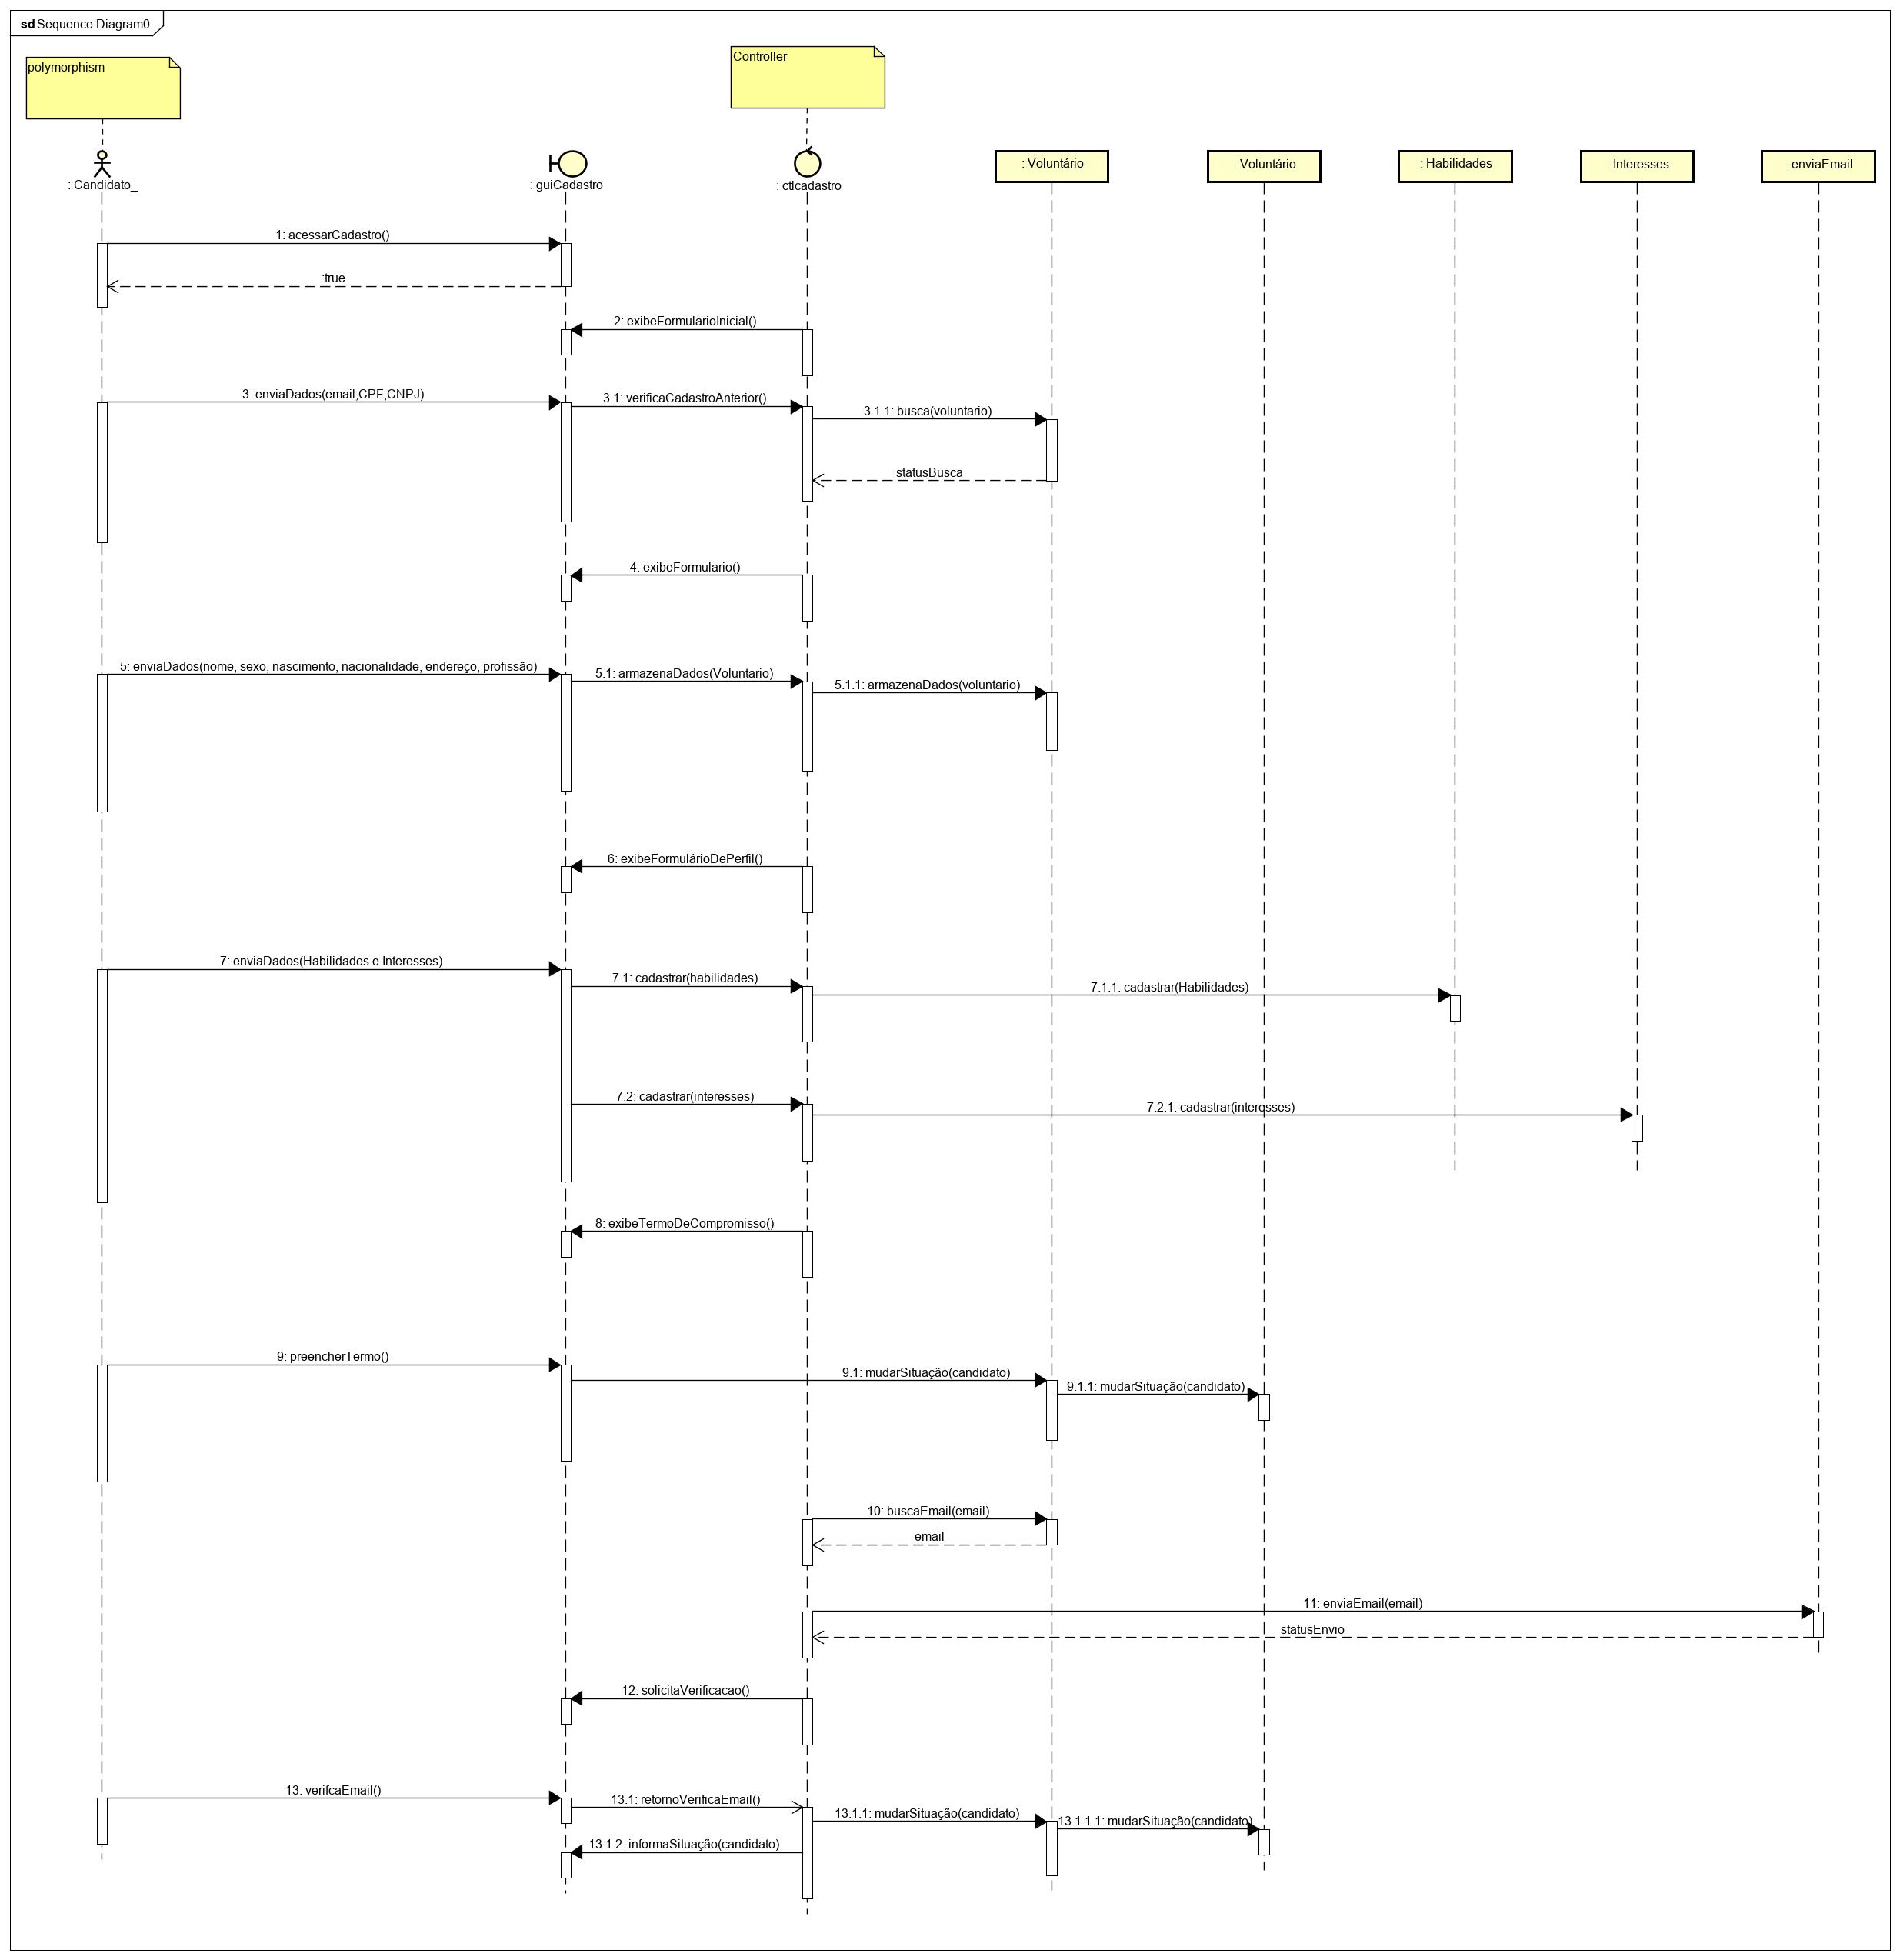 sd Sequence Diagram0
polymorphism
Controller
: Candidato_
: guiCadastro
: ctlcadastro
: Voluntário
: Voluntário
: Habilidades
: Interesses
: enviaEmail
1: acessarCadastro()
:true
2: exibeFormularioInicial()
3: enviaDados(email,CPF,CNPJ)
3.1: verificaCadastroAnterior()
3.1.1: busca(voluntario)
statusBusca
4: exibeFormulario()
5: enviaDados(nome, sexo, nascimento, nacionalidade, endereço, profissão)
5.1: armazenaDados(Voluntario)
5.1.1: armazenaDados(voluntario)
6: exibeFormulárioDePerfil()
7: enviaDados(Habilidades e Interesses)
7.1: cadastrar(habilidades)
7.1.1: cadastrar(Habilidades)
7.2: cadastrar(interesses)
7.2.1: cadastrar(interesses)
8: exibeTermoDeCompromisso()
9: preencherTermo()
9.1: mudarSituação(candidato)
9.1.1: mudarSituação(candidato)
10: buscaEmail(email)
email
11: enviaEmail(email)
statusEnvio
12: solicitaVerificacao()
13: verifcaEmail()
13.1: retornoVerificaEmail()
13.1.1: mudarSituação(candidato)
13.1.1.1: mudarSituação(candidato)
13.1.2: informaSituação(candidato)